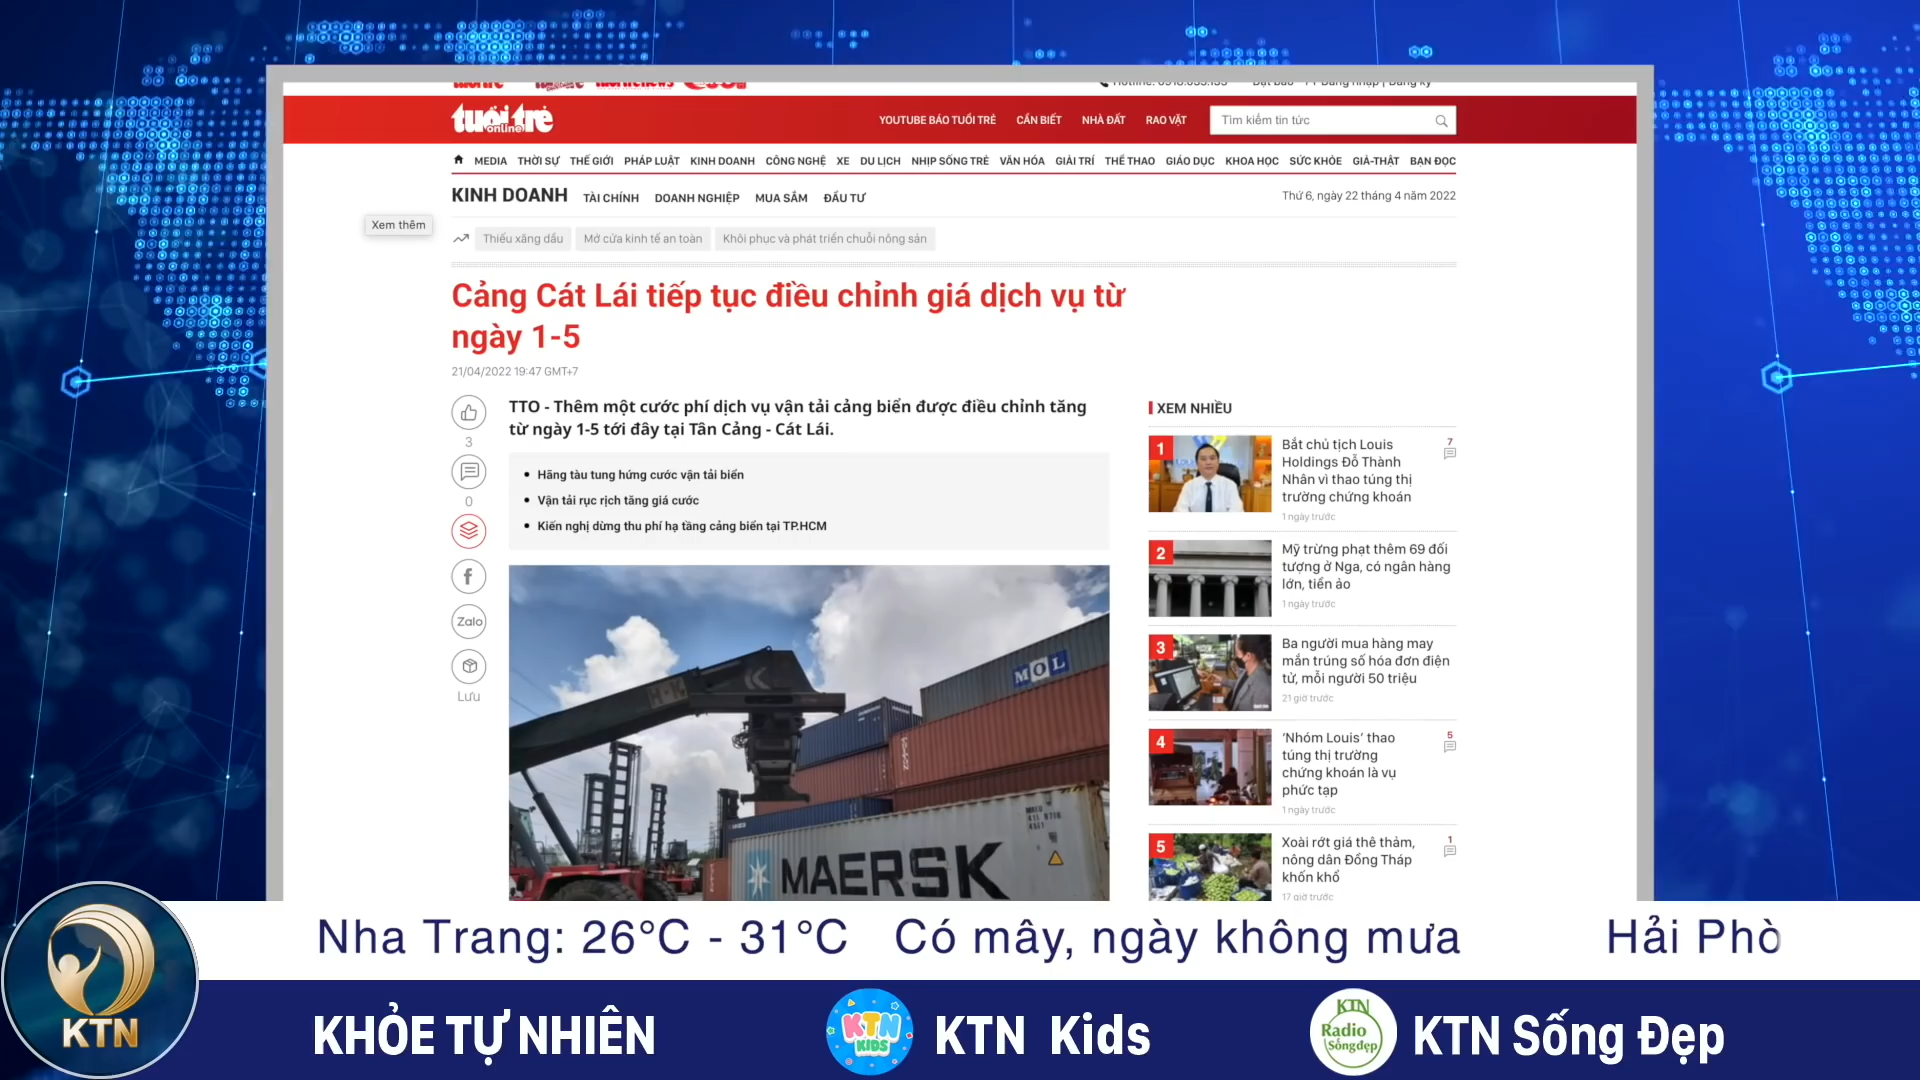 tuổi trẻ
online
YOUTUBE BÁO TUỔI TRẺ CẦN BIẾT NHÀ ĐẤT RAO VẶT Tìm kiếm tin tức
MEDIA THỜI SỰ THẾ GIỚI PHÁP LUẬT KINH DOANH CÔNG NGHỆ XE DU LỊCH NHỊP SỐNG TRẺ VĂN HÓA GIẢI TRÍ THỂ THAO GIÁO DỤC KHOA HỌC SỨC KHỎE GIẢ-THẬT BẠN ĐỌC
KINH DOANH TÀI CHÍNH DOANH NGHIỆP MUA SẮM ĐẦU TƯ Thứ 6, ngày 22 tháng 4 năm 2022
Xem thêm
Thiếu xăng dầu Mở cửa kinh tế an toàn Khôi phục và phát triển chuỗi nông sản
Cảng Cát Lái tiếp tục điều chỉnh giá dịch vụ từ
ngày 1-5
21/04/2022 19:47 GMT+7
TTO - Thêm một cước phí dịch vụ vận tải cảng biển được điều chỉnh tăng
từ ngày 1-5 tới đây tại Tân Cảng - Cát Lái.
3
0
Zalo
Lưu
Hãng tàu tung hứng cước vận tải biển
Vận tải rục rịch tăng giá cước
Kiến nghị dừng thu phí hạ tầng cảng biển tại TP.HCM
MOL
MAERSK
XEM NHIỀU
1
Bắt chủ tịch Louis
Holdings Đỗ Thành
Nhân vì thao túng thị
trường chứng khoán
7
1 ngày trước
2
Mỹ trừng phạt thêm 69 đối
tượng ở Nga, có ngân hàng
lớn, tiền ảo
1 ngày trước
3
Ba người mua hàng may
mắn trúng số hóa đơn điện
tử, mỗi người 50 triệu
21 giờ trước
4
'Nhóm Louis' thao
túng thị trường
chứng khoán là vụ
phức tạp
5
1 ngày trước
5
Xoài rớt giá thê thảm,
nông dân Đồng Tháp
khốn khổ
1
17 giờ trước
Nha Trang: 26°C - 31°C Có mây, ngày không mưa Hải Phò
KTN
KHỎE TỰ NHIÊN
KTN
KIDS
KTN Kids
KTN
Radio
Sống đẹp
KTN Sống Đẹp